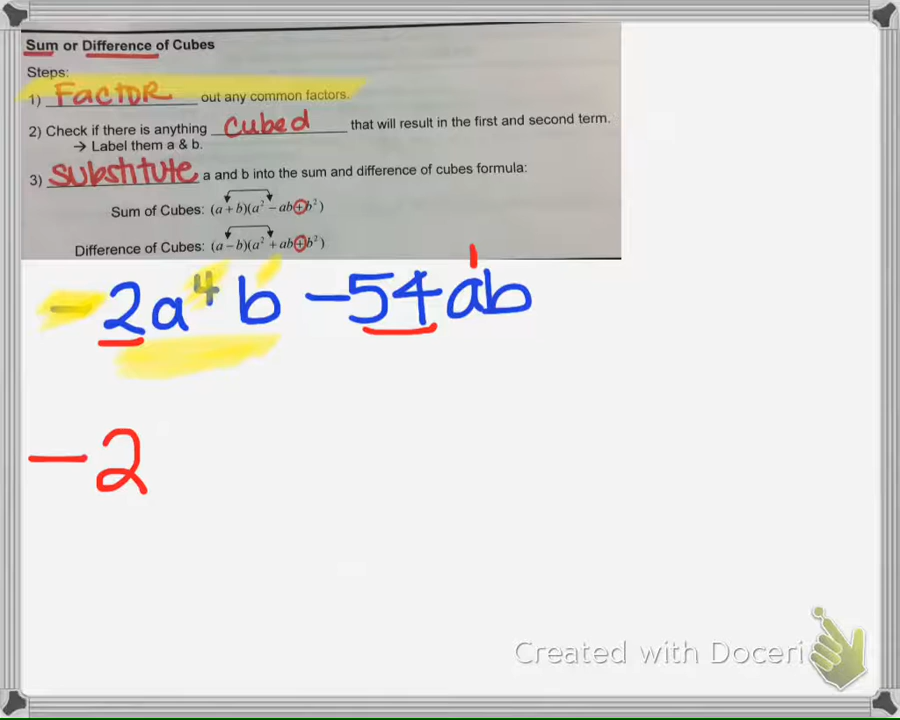 Sum or Difference of Cubes
Steps:
1) Factor out any common factors.
2) Check if there is anything cubed that will result in the first and second term.
→ Label them a & b.
3) Substitute a and b into the sum and difference of cubes formula:
Sum of Cubes: (a + b)(a² − ab + b²)
Difference of Cubes: (a − b)(a² + ab + b²)
−2a⁴b −54a¹b
−2
Created with Doceri